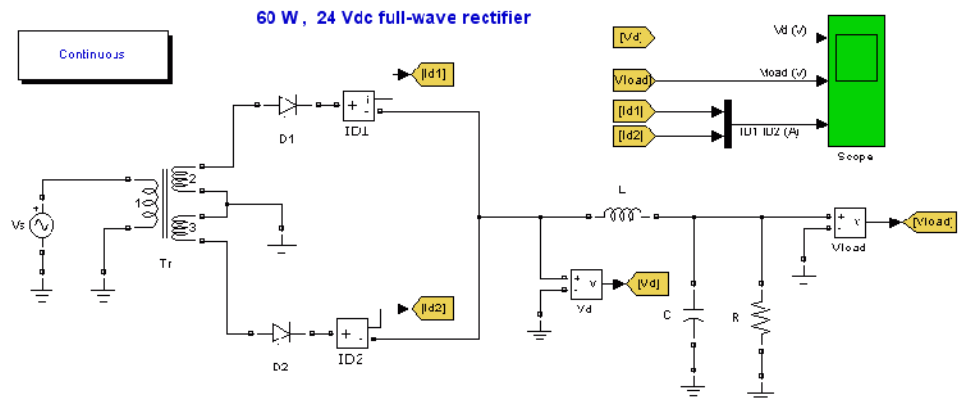 60 W, 24 Vdc full-wave rectifier
Continuous
[Vd]
Vd (V)
Vload]
Vload (V)
[Id1]
[Id2]
ID1 ID2 (A)
Scope
[Id1]
D1
+
-
i
ID1
Vs
+
1
2
3
Tr
[Id2]
D2
+
-
i
ID2
L
+
-
v
Vd
[Vd]
C
R
+
-
v
Vload
[Vload]